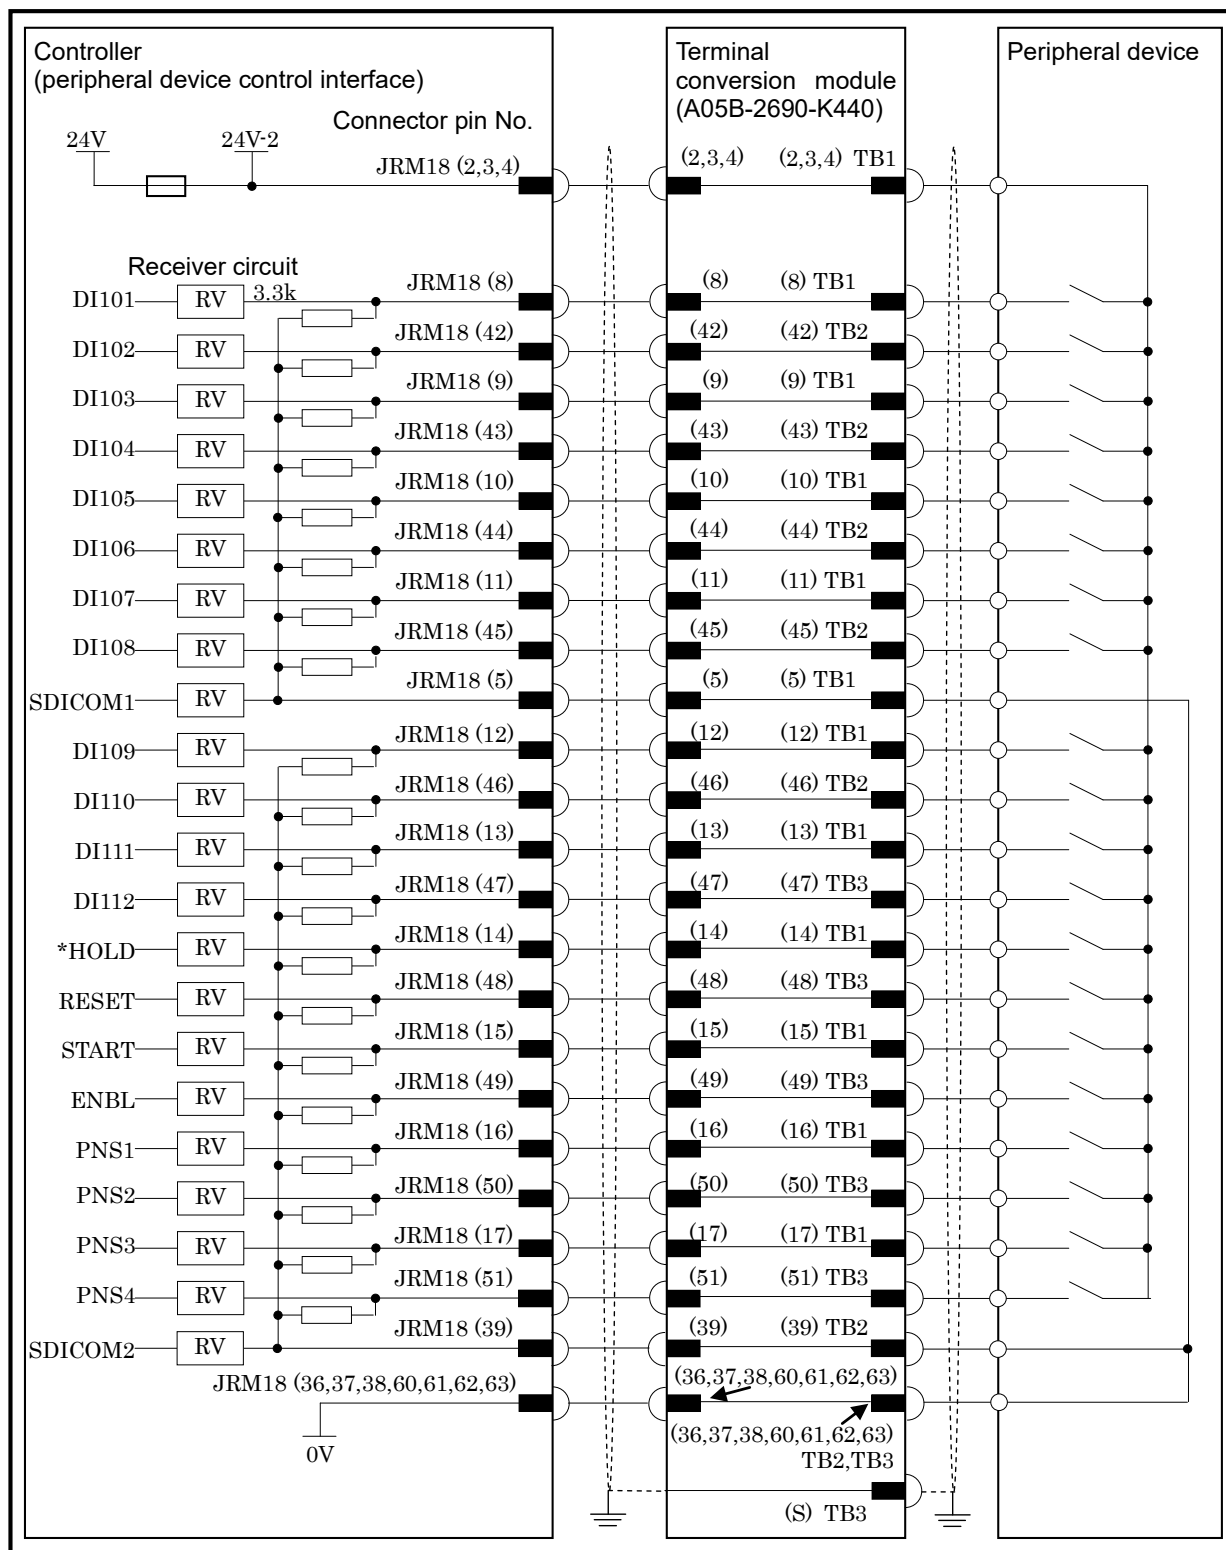 Controller
(peripheral device control interface)
Terminal
conversion module
(A05B-2690-K440)
Peripheral device
Connector pin No.
24V
24V-2
JRM18 (2,3,4)
(2,3,4)
(2,3,4) TB1
Receiver circuit
3.3k
DI101 RV JRM18 (8) (8) (8) TB1
DI102 RV JRM18 (42) (42) (42) TB2
DI103 RV JRM18 (9) (9) (9) TB1
DI104 RV JRM18 (43) (43) (43) TB2
DI105 RV JRM18 (10) (10) (10) TB1
DI106 RV JRM18 (44) (44) (44) TB2
DI107 RV JRM18 (11) (11) (11) TB1
DI108 RV JRM18 (45) (45) (45) TB2
SDICOM1 RV JRM18 (5) (5) (5) TB1
DI109 RV JRM18 (12) (12) (12) TB1
DI110 RV JRM18 (46) (46) (46) TB2
DI111 RV JRM18 (13) (13) (13) TB1
DI112 RV JRM18 (47) (47) (47) TB3
*HOLD RV JRM18 (14) (14) (14) TB1
RESET RV JRM18 (48) (48) (48) TB3
START RV JRM18 (15) (15) (15) TB1
ENBL RV JRM18 (49) (49) (49) TB3
PNS1 RV JRM18 (16) (16) (16) TB1
PNS2 RV JRM18 (50) (50) (50) TB3
PNS3 RV JRM18 (17) (17) (17) TB1
PNS4 RV JRM18 (51) (51) (51) TB3
SDICOM2 RV JRM18 (39) (39) (39) TB2
JRM18 (36,37,38,60,61,62,63) (36,37,38,60,61,62,63)
0V
(36,37,38,60,61,62,63)
TB2,TB3
(S) TB3